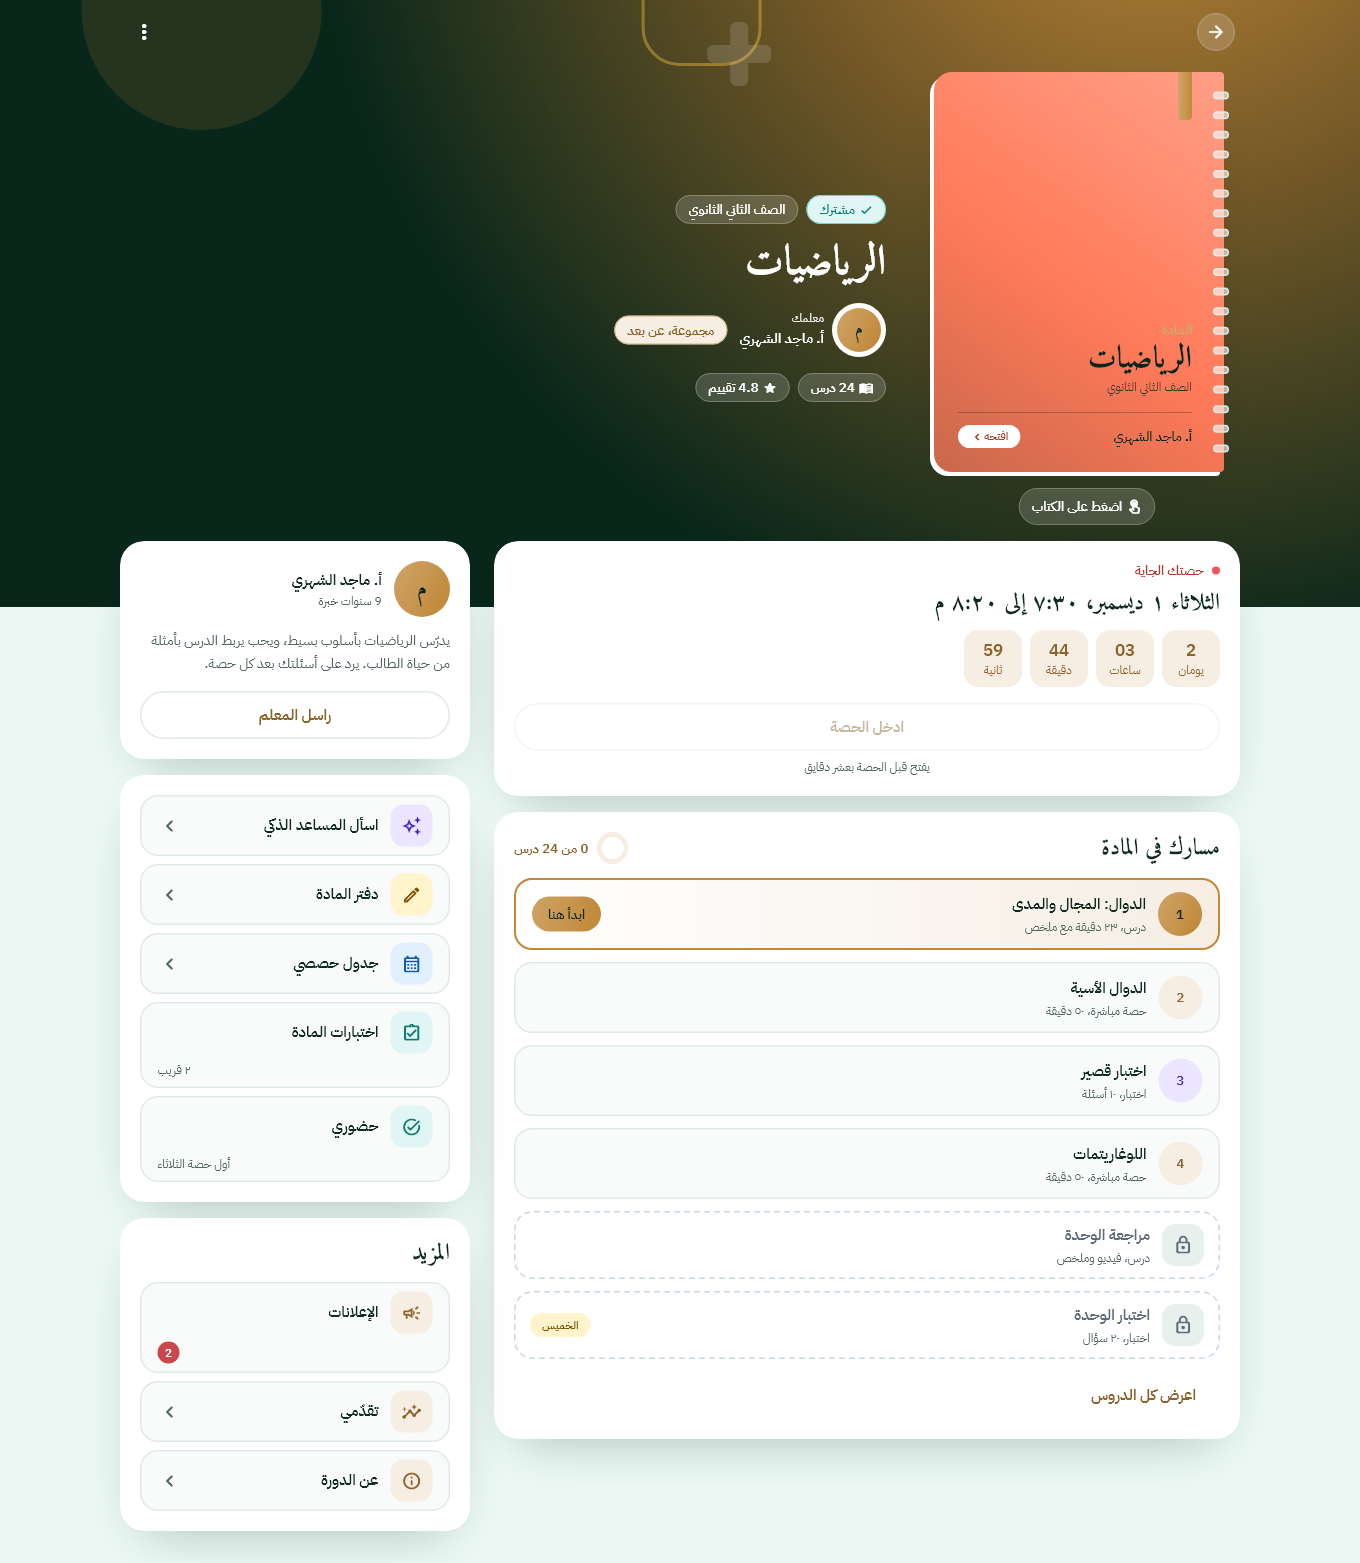 المادة
الرياضيات
الصف الثاني الثانوي
أ. ماجد الشهري
افتحه
اضغط على الكتاب
مشترك
الصف الثاني الثانوي
الرياضيات
م
معلمك
أ. ماجد الشهري
مجموعة، عن بعد
24 درس
4.8 تقييم
حصتك الجاية
الثلاثاء ١ ديسمبر، ٧:٣٠ إلى ٨:٢٠ م
2 يومان
03 ساعات
44 دقيقة
59 ثانية
ادخل الحصة
يفتح قبل الحصة بعشر دقايق
مسارك في المادة
0 من 24 درس
1
الدوال: المجال والمدى
درس، ٢٣ دقيقة مع ملخص
ابدأ هنا
2
الدوال الأسية
حصة مباشرة، ٥٠ دقيقة
3
اختبار قصير
اختبار، ١٠ أسئلة
4
اللوغاريتمات
حصة مباشرة، ٥٠ دقيقة
مراجعة الوحدة
درس، فيديو وملخص
اختبار الوحدة
اختبار، ٢٠ سؤال
الخميس
اعرض كل الدروس
م
أ. ماجد الشهري
9 سنوات خبرة
يدرّس الرياضيات بأسلوب بسيط، ويحب يربط الدرس بأمثلة
من حياة الطالب. يرد على أسئلتك بعد كل حصة.
راسل المعلم
اسأل المساعد الذكي
دفتر المادة
جدول حصصي
اختبارات المادة
٢ قريب
حضوري
أول حصة الثلاثاء
المزيد
الإعلانات
2
تقدّمي
عن الدورة